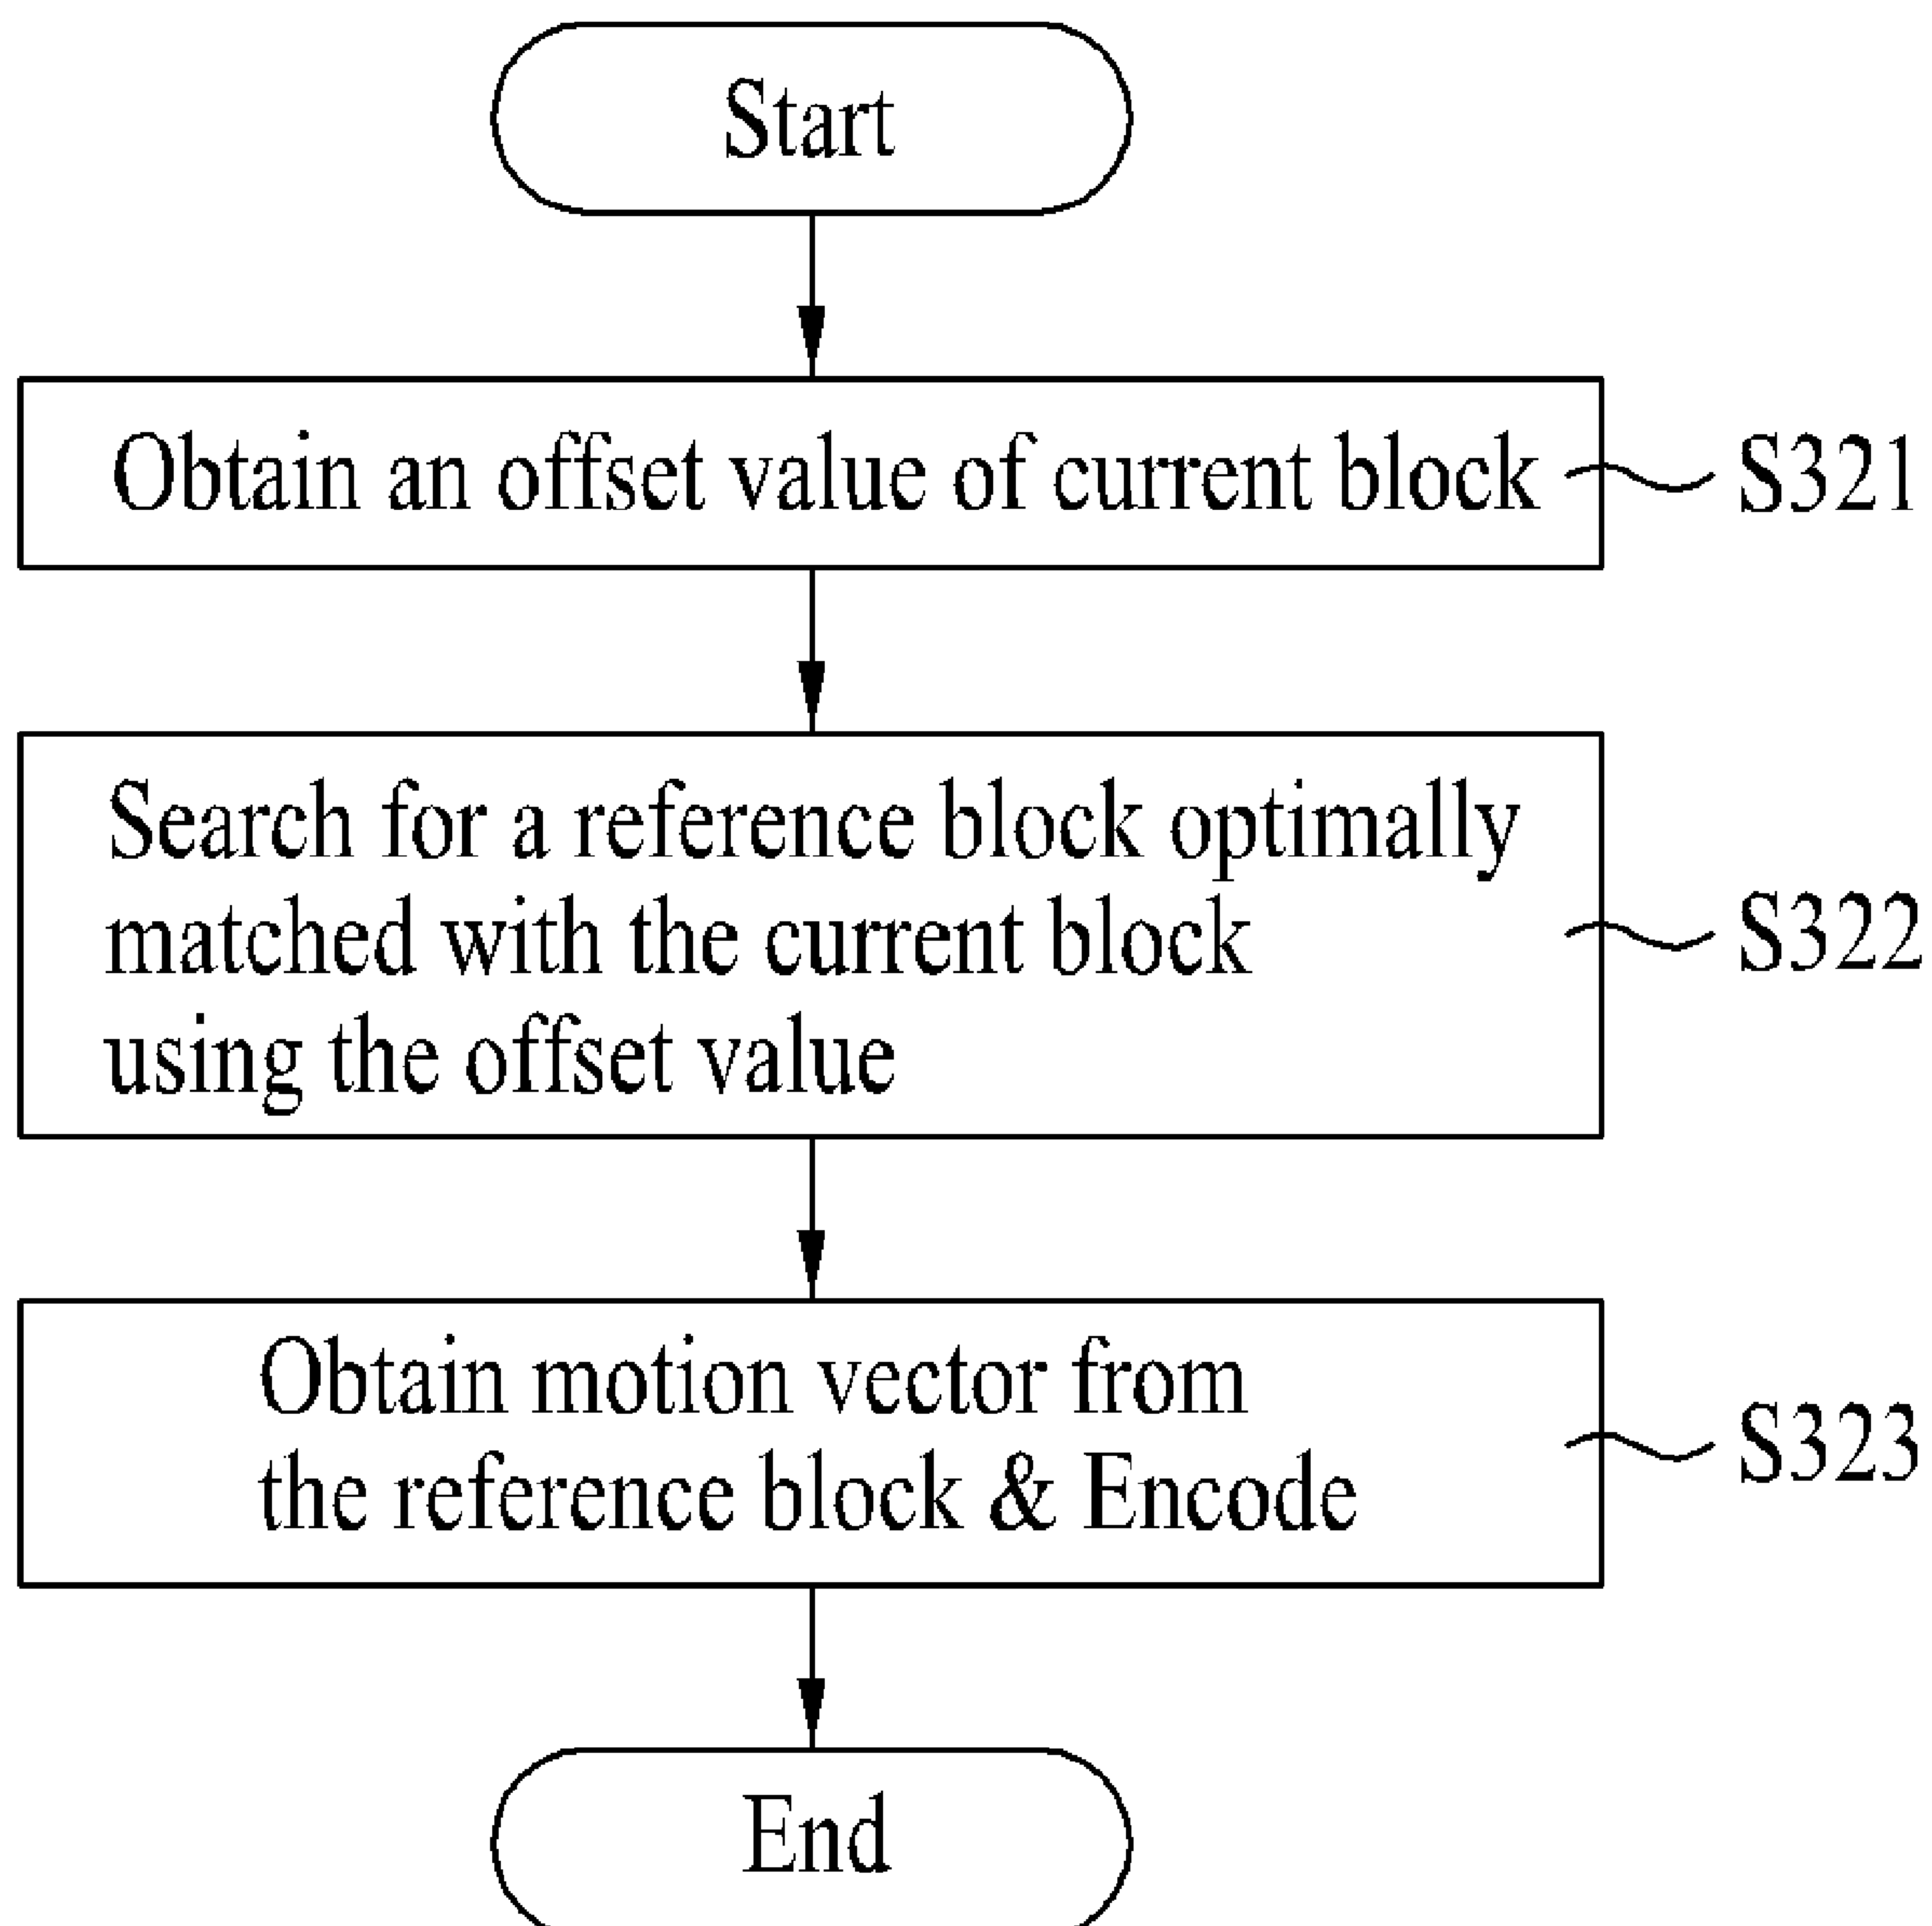 Start
Obtain an offset value of current block
S321
Search for a reference block optimally
matched with the current block
using the offset value
S322
Obtain motion vector from
the reference block & Encode
S323
End